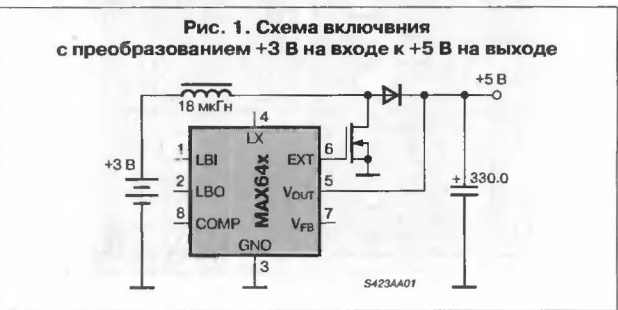 Рис. 1. Схема включвния
с преобразованием +3 В на входе к +5 В на выходе
+5 В
18 мкГн
4
LX
1
LBI
EXT
6
+3 В
2
LBO
MAX64x
VOUT
5
+
330.0
8
COMP
VFB
7
GNO
3
S423AA01